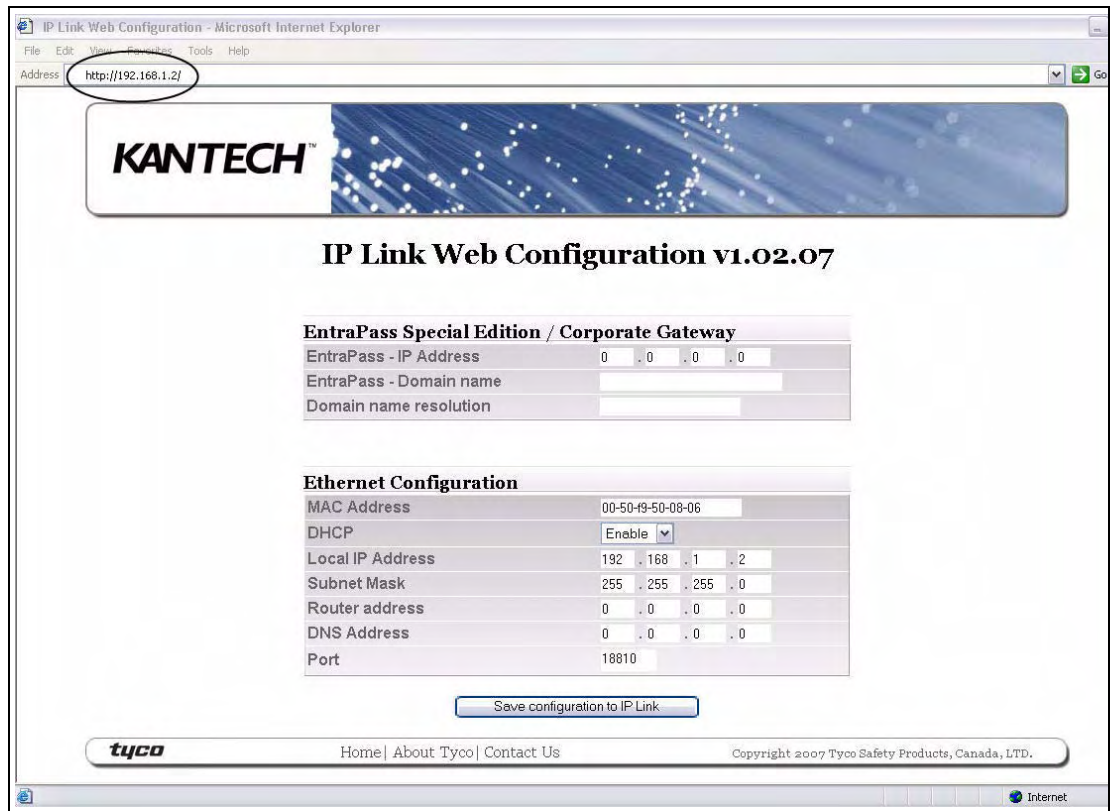 IP Link Web Configuration - Microsoft Internet Explorer
File Edit View Favorites Tools Help
Address http://192.168.1.2/ Go
KANTECH™
IP Link Web Configuration v1.02.07
EntraPass Special Edition / Corporate Gateway
EntraPass - IP Address 0 . 0 . 0 . 0
EntraPass - Domain name
Domain name resolution
Ethernet Configuration
MAC Address 00-50-f9-50-08-06
DHCP Enable
Local IP Address 192 . 168 . 1 . 2
Subnet Mask 255 . 255 . 255 . 0
Router address 0 . 0 . 0 . 0
DNS Address 0 . 0 . 0 . 0
Port 18810
Save configuration to IP Link
tyco Home| About Tyco| Contact Us Copyright 2007 Tyco Safety Products, Canada, LTD.
Internet